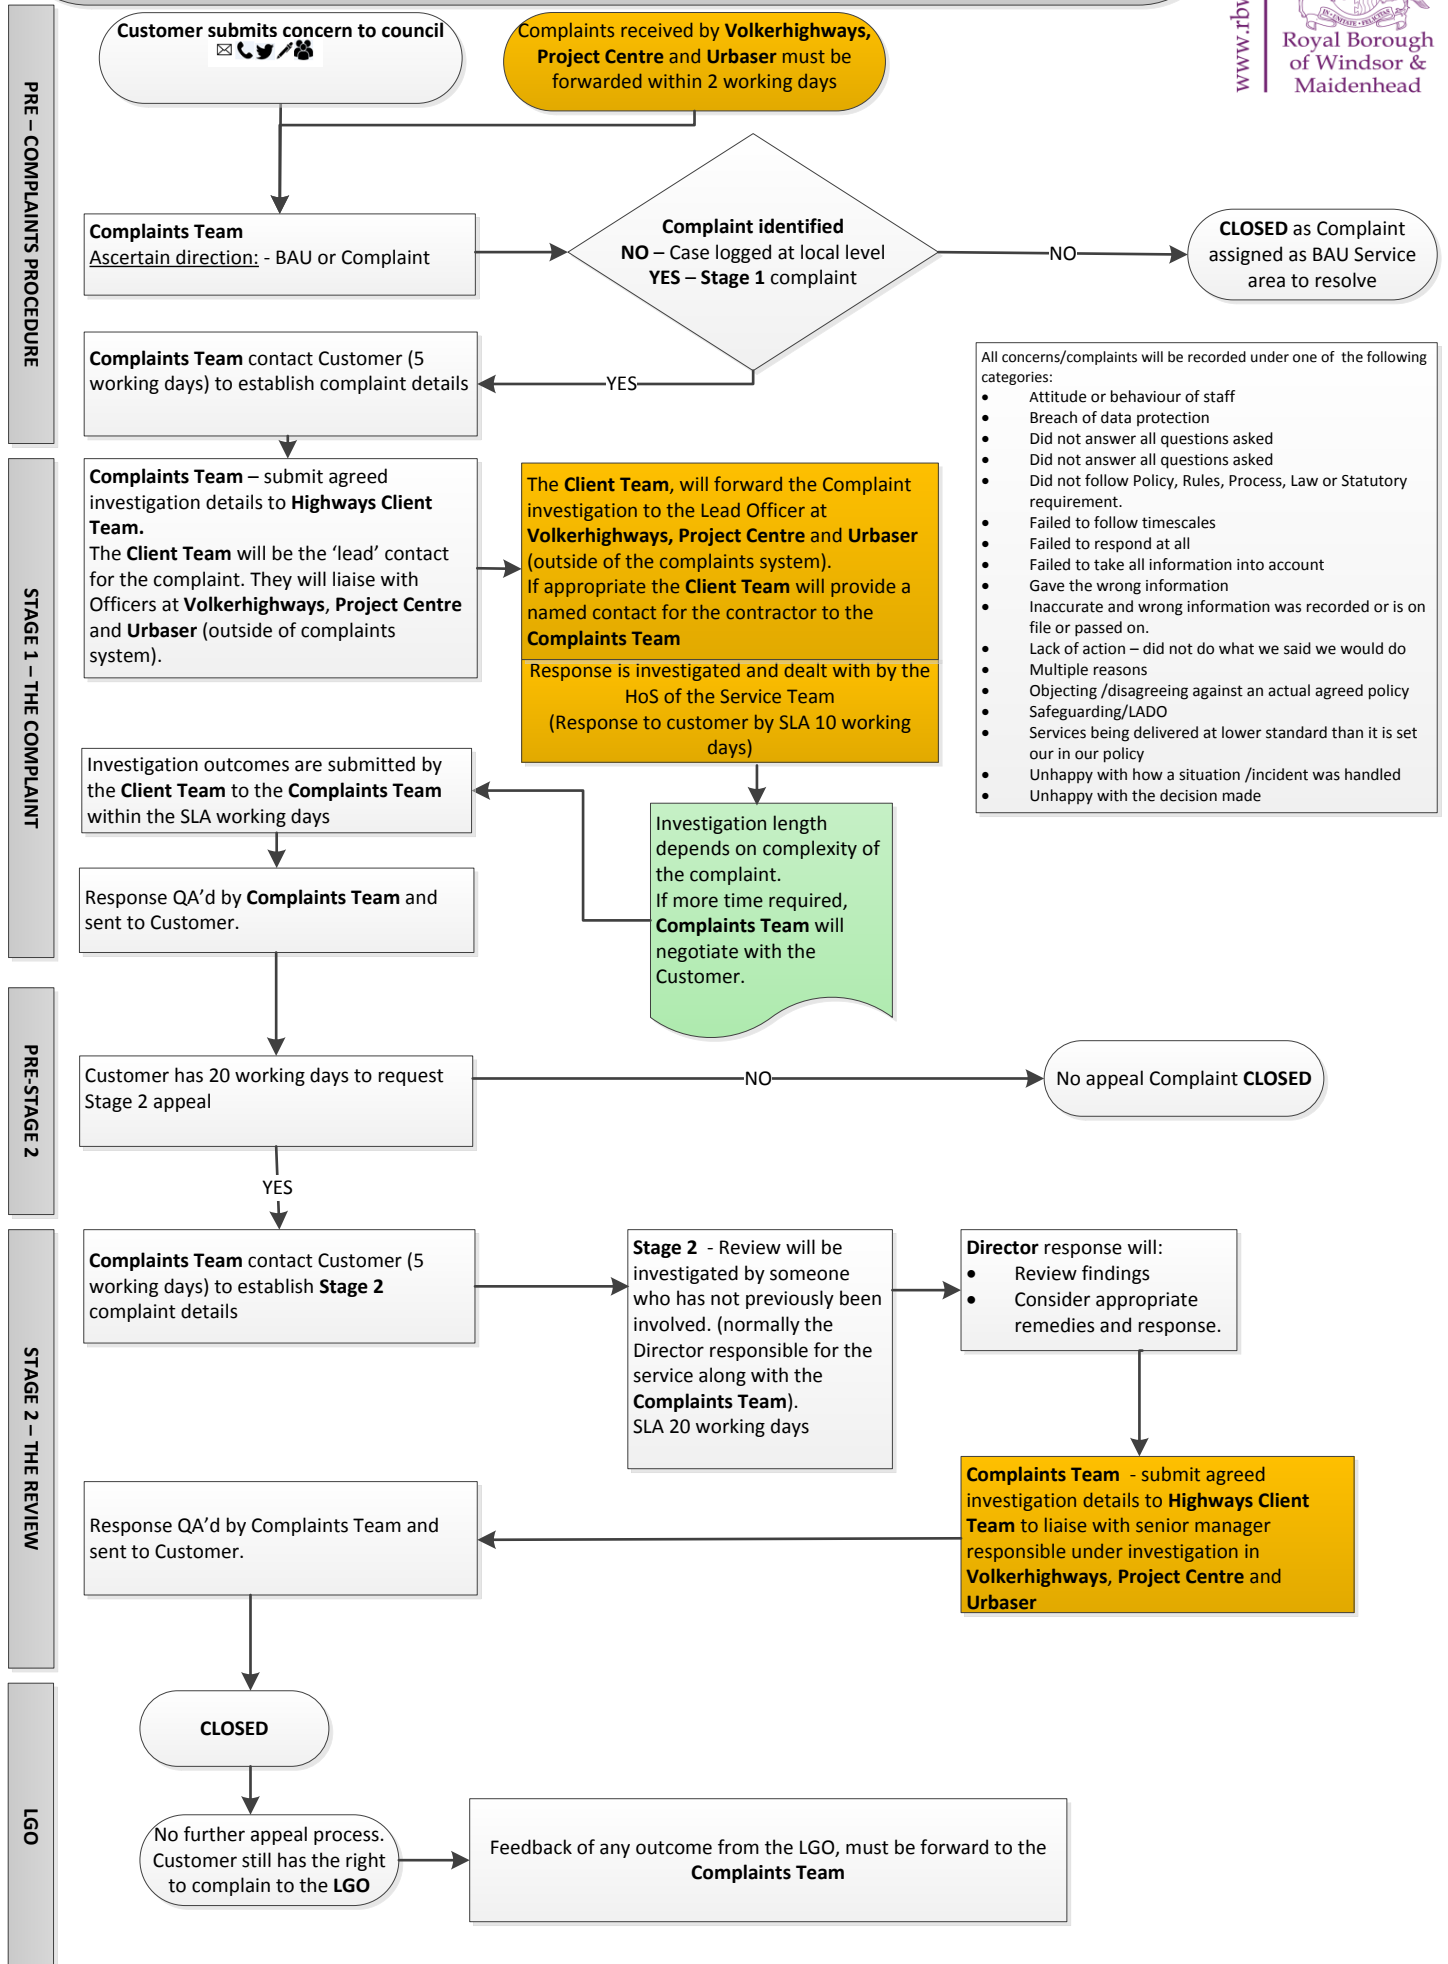 Customer submits concern to council
Complaints received by Volkerhighways,
Project Centre and Urbaser must be
forwarded within 2 working days
www.rbw
Royal Borough
of Windsor &
Maidenhead
PRE – COMPLAINTS PROCEDURE
Complaints Team
Ascertain direction: - BAU or Complaint
Complaint identified
NO – Case logged at local level
YES – Stage 1 complaint
NO
CLOSED as Complaint
assigned as BAU Service
area to resolve
YES
Complaints Team contact Customer (5
working days) to establish complaint details
All concerns/complaints will be recorded under one of the following
categories:
• Attitude or behaviour of staff
• Breach of data protection
• Did not answer all questions asked
• Did not answer all questions asked
• Did not follow Policy, Rules, Process, Law or Statutory
requirement.
• Failed to follow timescales
• Failed to respond at all
• Failed to take all information into account
• Gave the wrong information
• Inaccurate and wrong information was recorded or is on
file or passed on.
• Lack of action – did not do what we said we would do
• Multiple reasons
• Objecting /disagreeing against an actual agreed policy
• Safeguarding/LADO
• Services being delivered at lower standard than it is set
our in our policy
• Unhappy with how a situation /incident was handled
• Unhappy with the decision made
STAGE 1 – THE COMPLAINT
Complaints Team – submit agreed
investigation details to Highways Client
Team.
The Client Team will be the ‘lead’ contact
for the complaint. They will liaise with
Officers at Volkerhighways, Project Centre
and Urbaser (outside of complaints
system).
The Client Team, will forward the Complaint
investigation to the Lead Officer at
Volkerhighways, Project Centre and Urbaser
(outside of the complaints system).
If appropriate the Client Team will provide a
named contact for the contractor to the
Complaints Team
Response is investigated and dealt with by the
HoS of the Service Team
(Response to customer by SLA 10 working
days)
Investigation outcomes are submitted by
the Client Team to the Complaints Team
within the SLA working days
Investigation length
depends on complexity of
the complaint.
If more time required,
Complaints Team will
negotiate with the
Customer.
Response QA’d by Complaints Team and
sent to Customer.
PRE-STAGE 2
Customer has 20 working days to request
Stage 2 appeal
NO
No appeal Complaint CLOSED
YES
STAGE 2 – THE REVIEW
Complaints Team contact Customer (5
working days) to establish Stage 2
complaint details
Stage 2 - Review will be
investigated by someone
who has not previously been
involved. (normally the
Director responsible for the
service along with the
Complaints Team).
SLA 20 working days
Director response will:
• Review findings
• Consider appropriate
remedies and response.
Complaints Team - submit agreed
investigation details to Highways Client
Team to liaise with senior manager
responsible under investigation in
Volkerhighways, Project Centre and
Urbaser
Response QA’d by Complaints Team and
sent to Customer.
LGO
CLOSED
No further appeal process.
Customer still has the right
to complain to the LGO
Feedback of any outcome from the LGO, must be forward to the
Complaints Team